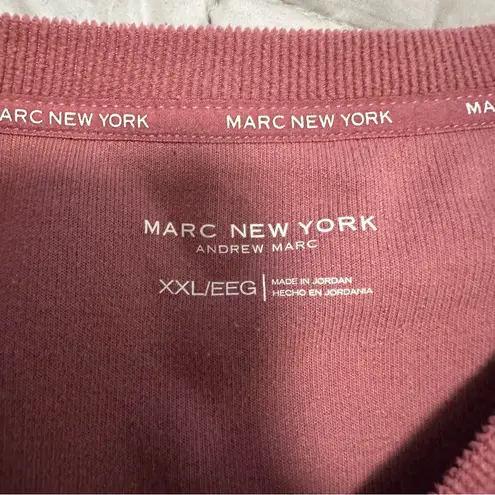 ARC NEW YORK MARC NEW YORK MA
MARC NEW YORK
ANDREW MARC
XXL/EEG
MADE IN JORDAN
HECHO EN JORDANIA